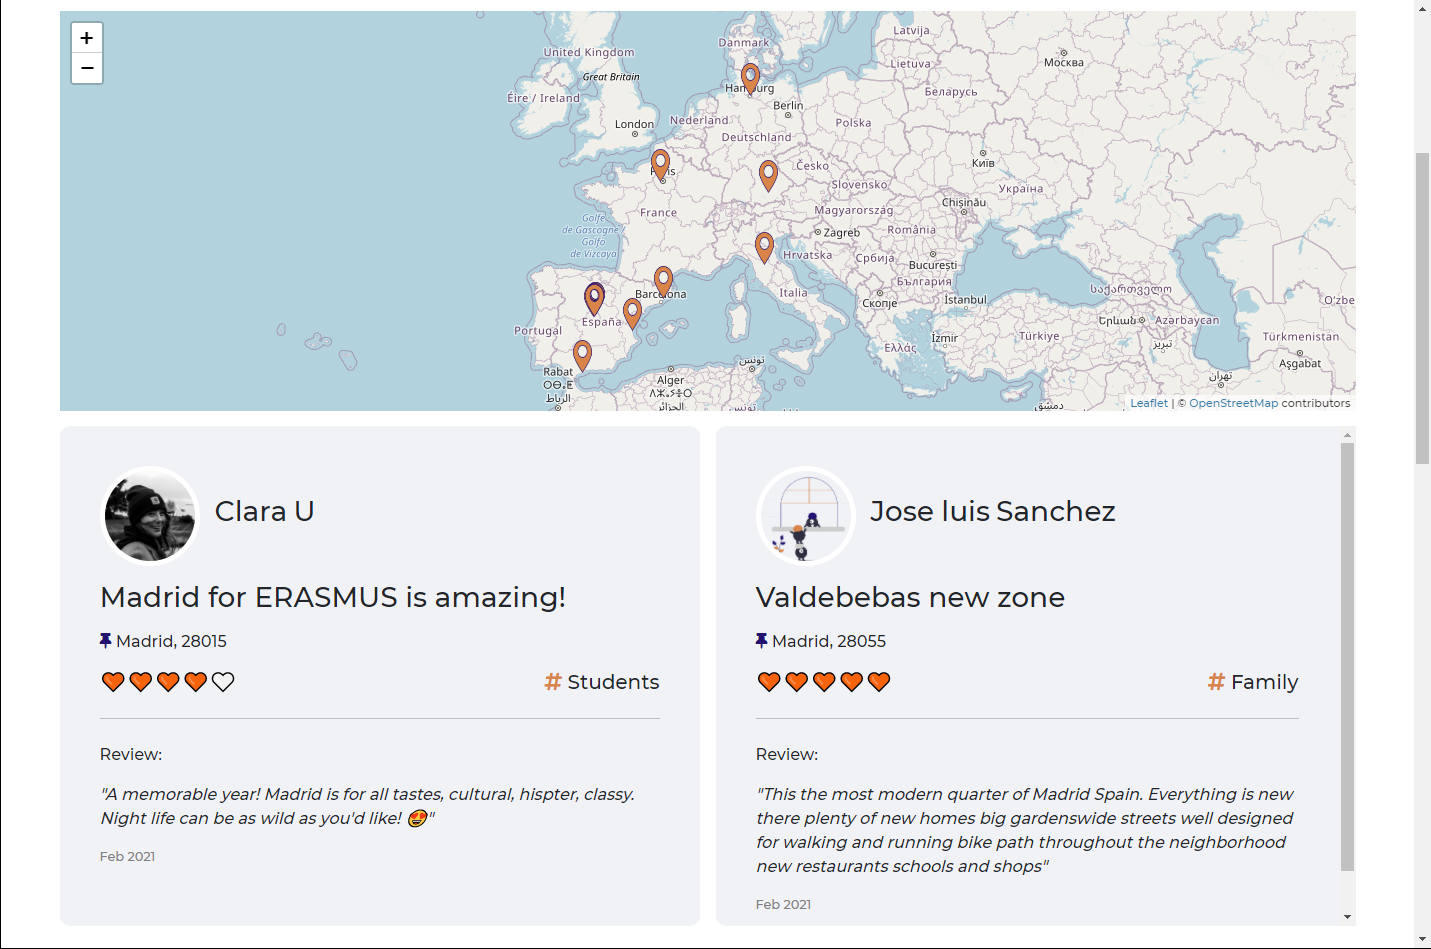 +
−
Latvija
Danmark
United Kingdom
Москва
Great Britain
Lietuva
Éire / Ireland
Беларусь
Berlin
London
Nederland
Polska
Deutschland
Česko
Київ
Slovensko
Україна
Chișinău
France
Magyarország
Golfe
de Gascogne
Golfo
de Vizcaya
România
Zagreb
Hrvatska
Србија
București
България
Barcelona
Italia
Скопје
İstanbul
საქართველო
O'zbe
España
Portugal
Երևան
Azərbaycan
Ελλάς
İzmir
Türkiye
Türkmenistan
تبریز
تونس
Aşgabat
Rabat
ⵔⴱⴰⵟ
الرباط
Alger
الجزائر
تونس
تهران
دمشق
Leaflet | © OpenStreetMap contributors
Clara U
Madrid for ERASMUS is amazing!
Madrid, 28015
# Students
Review:
"A memorable year! Madrid is for all tastes, cultural, hispter, classy.
Night life can be as wild as you'd like! 😍"
Feb 2021
Jose luis Sanchez
Valdebebas new zone
Madrid, 28055
# Family
Review:
"This the most modern quarter of Madrid Spain. Everything is new
there plenty of new homes big gardenswide streets well designed
for walking and running bike path throughout the neighborhood
new restaurants schools and shops"
Feb 2021